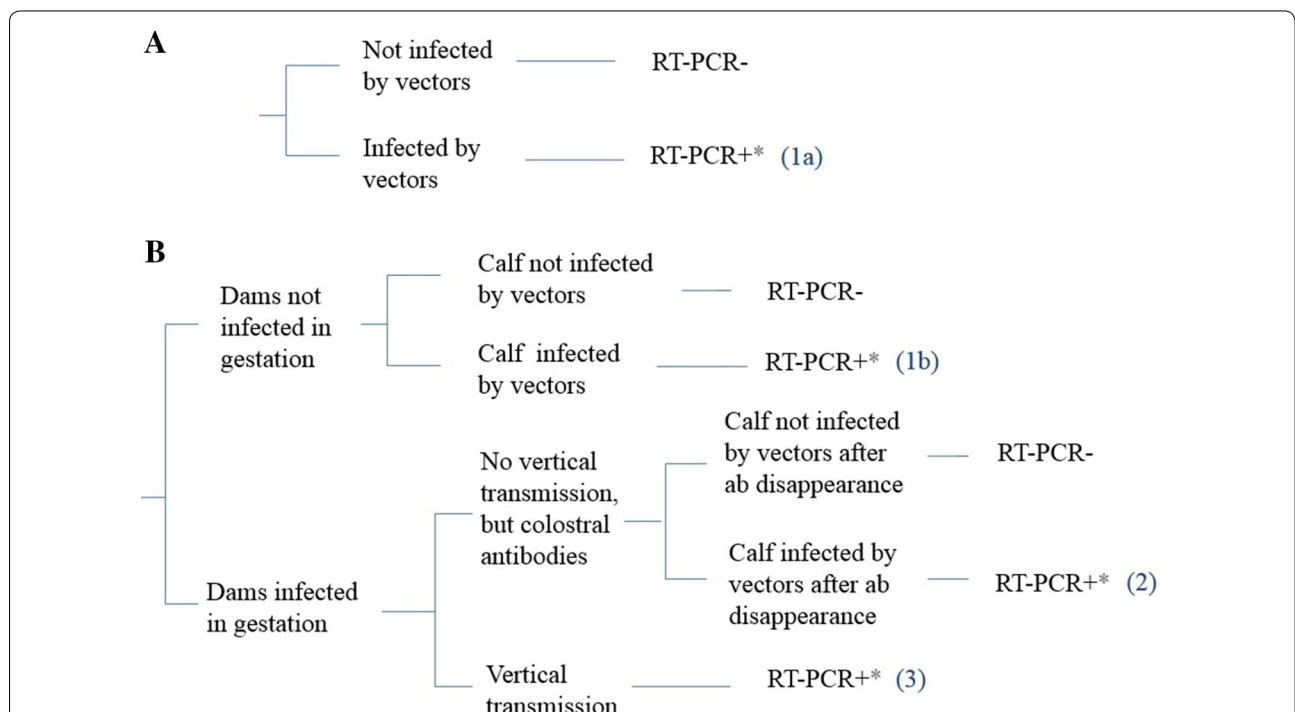 A
Not infected
by vectors
RT-PCR-
Infected by
vectors
RT-PCR+* (1a)
B
Dams not
infected in
gestation
Calf not infected
by vectors
RT-PCR-
Calf infected
by vectors
RT-PCR+* (1b)
Dams infected
in gestation
No vertical
transmission,
but colostral
antibodies
Calf not infected
by vectors after
ab disappearance
RT-PCR-
Calf infected by
vectors after ab
disappearance
RT-PCR+* (2)
Vertical
transmission
RT-PCR+* (3)